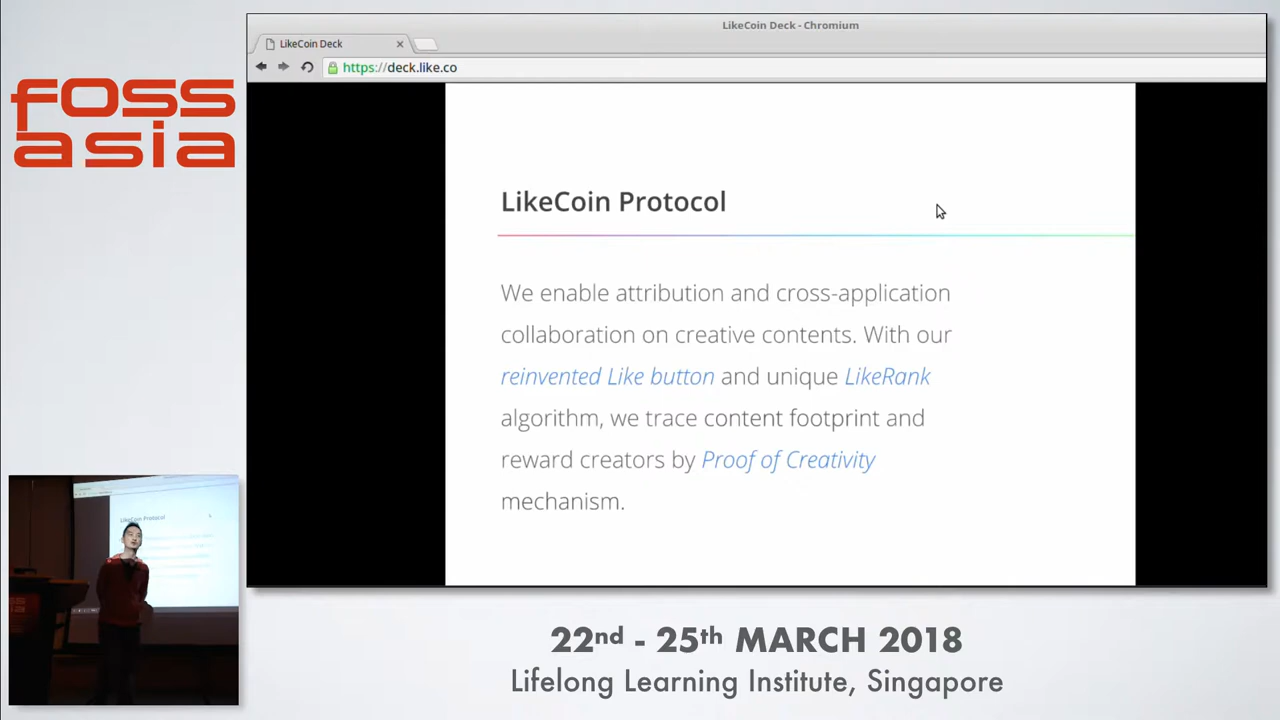 foss
asia
LikeCoin Deck - Chromium
LikeCoin Deck
https://deck.like.co
LikeCoin Protocol
We enable attribution and cross-application
collaboration on creative contents. With our
reinvented Like button and unique LikeRank
algorithm, we trace content footprint and
reward creators by Proof of Creativity
mechanism.
LikeCoin Protocol
22nd - 25th MARCH 2018
Lifelong Learning Institute, Singapore